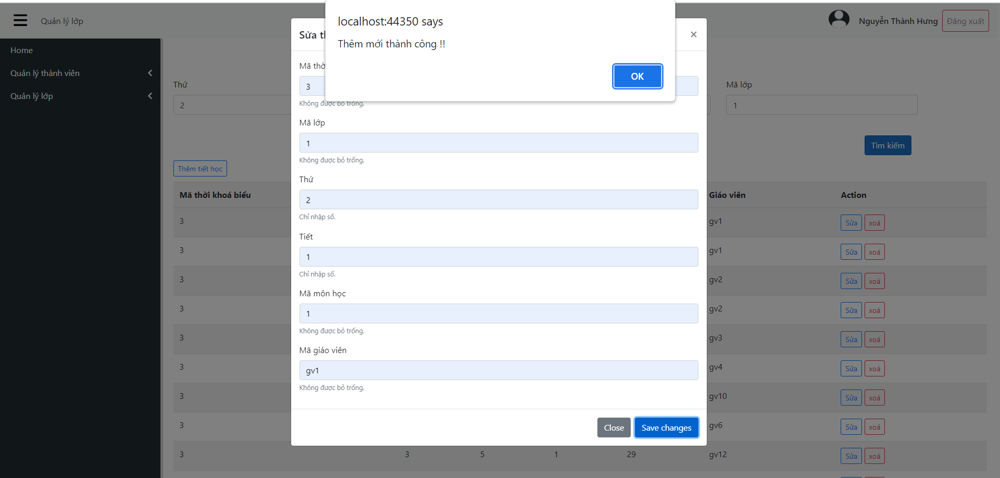 Quản lý lớp
Nguyễn Thành Hưng
Đăng xuất
Home
Quản lý thành viên
Quản lý lớp
localhost:44350 says
Thêm mới thành công !!
OK
Sửa
×
Mã
3
Không được bỏ trống.
Mã lớp
1
Không được bỏ trống.
Thứ
2
Chỉ nhập số.
Tiết
1
Chỉ nhập số.
Mã môn học
1
Không được bỏ trống.
Mã giáo viên
gv1
Không được bỏ trống.
Close
Save changes
Thứ
2
Mã lớp
1
Tìm kiếm
Thêm tiết học
Mã thời khoá biểu Giáo viên Action
3 gv1 Sửa xoá
3 gv1 Sửa xoá
3 gv2 Sửa xoá
3 gv2 Sửa xoá
3 gv3 Sửa xoá
3 gv4 Sửa xoá
3 gv10 Sửa xoá
3 gv6 Sửa xoá
3 3 5 1 29 gv12 Sửa xoá